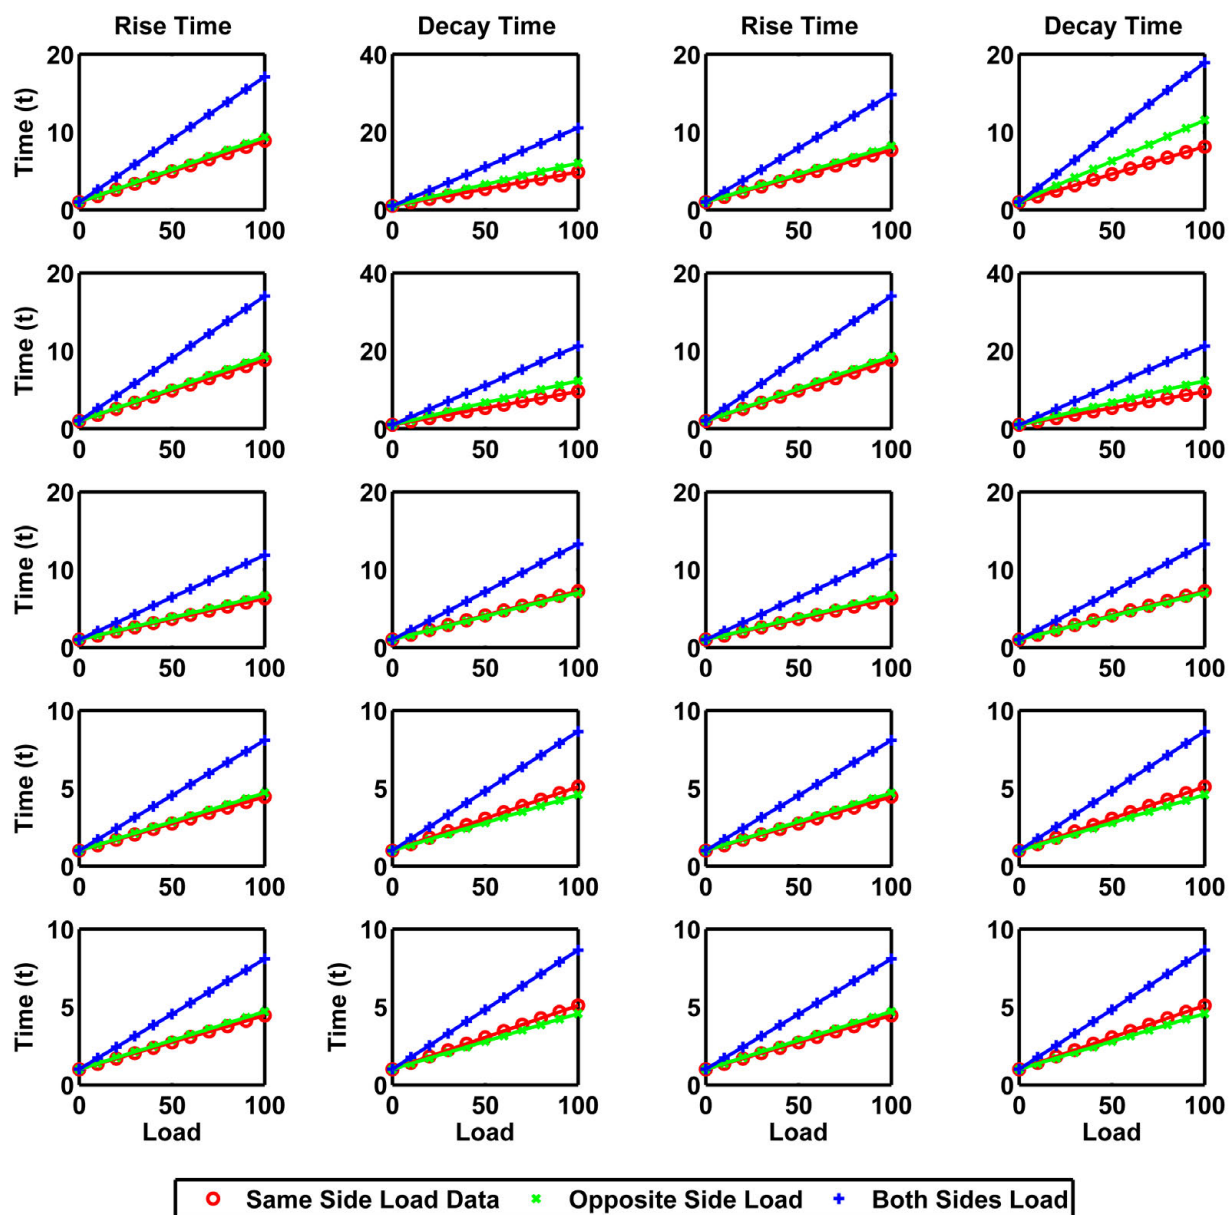 Rise Time Decay Time Rise Time Decay Time
20 40 20 20
Time (t) 10 20 10 10
0 0 0 0
0 50 100 0 50 100 0 50 100 0 50 100
20 40 20 40
Time (t) 10 20 10 20
0 0 0 0
0 50 100 0 50 100 0 50 100 0 50 100
20 20 20 20
Time (t) 10 10 10 10
0 0 0 0
0 50 100 0 50 100 0 50 100 0 50 100
10 10 10 10
Time (t) 5 5 5 5
0 0 0 0
0 50 100 0 50 100 0 50 100 0 50 100
10 10 10 10
Time (t) 5 Time (t) 5 5 5
0 0 0 0
0 50 100 0 50 100 0 50 100 0 50 100
Load Load Load Load
Same Side Load Data Opposite Side Load Both Sides Load